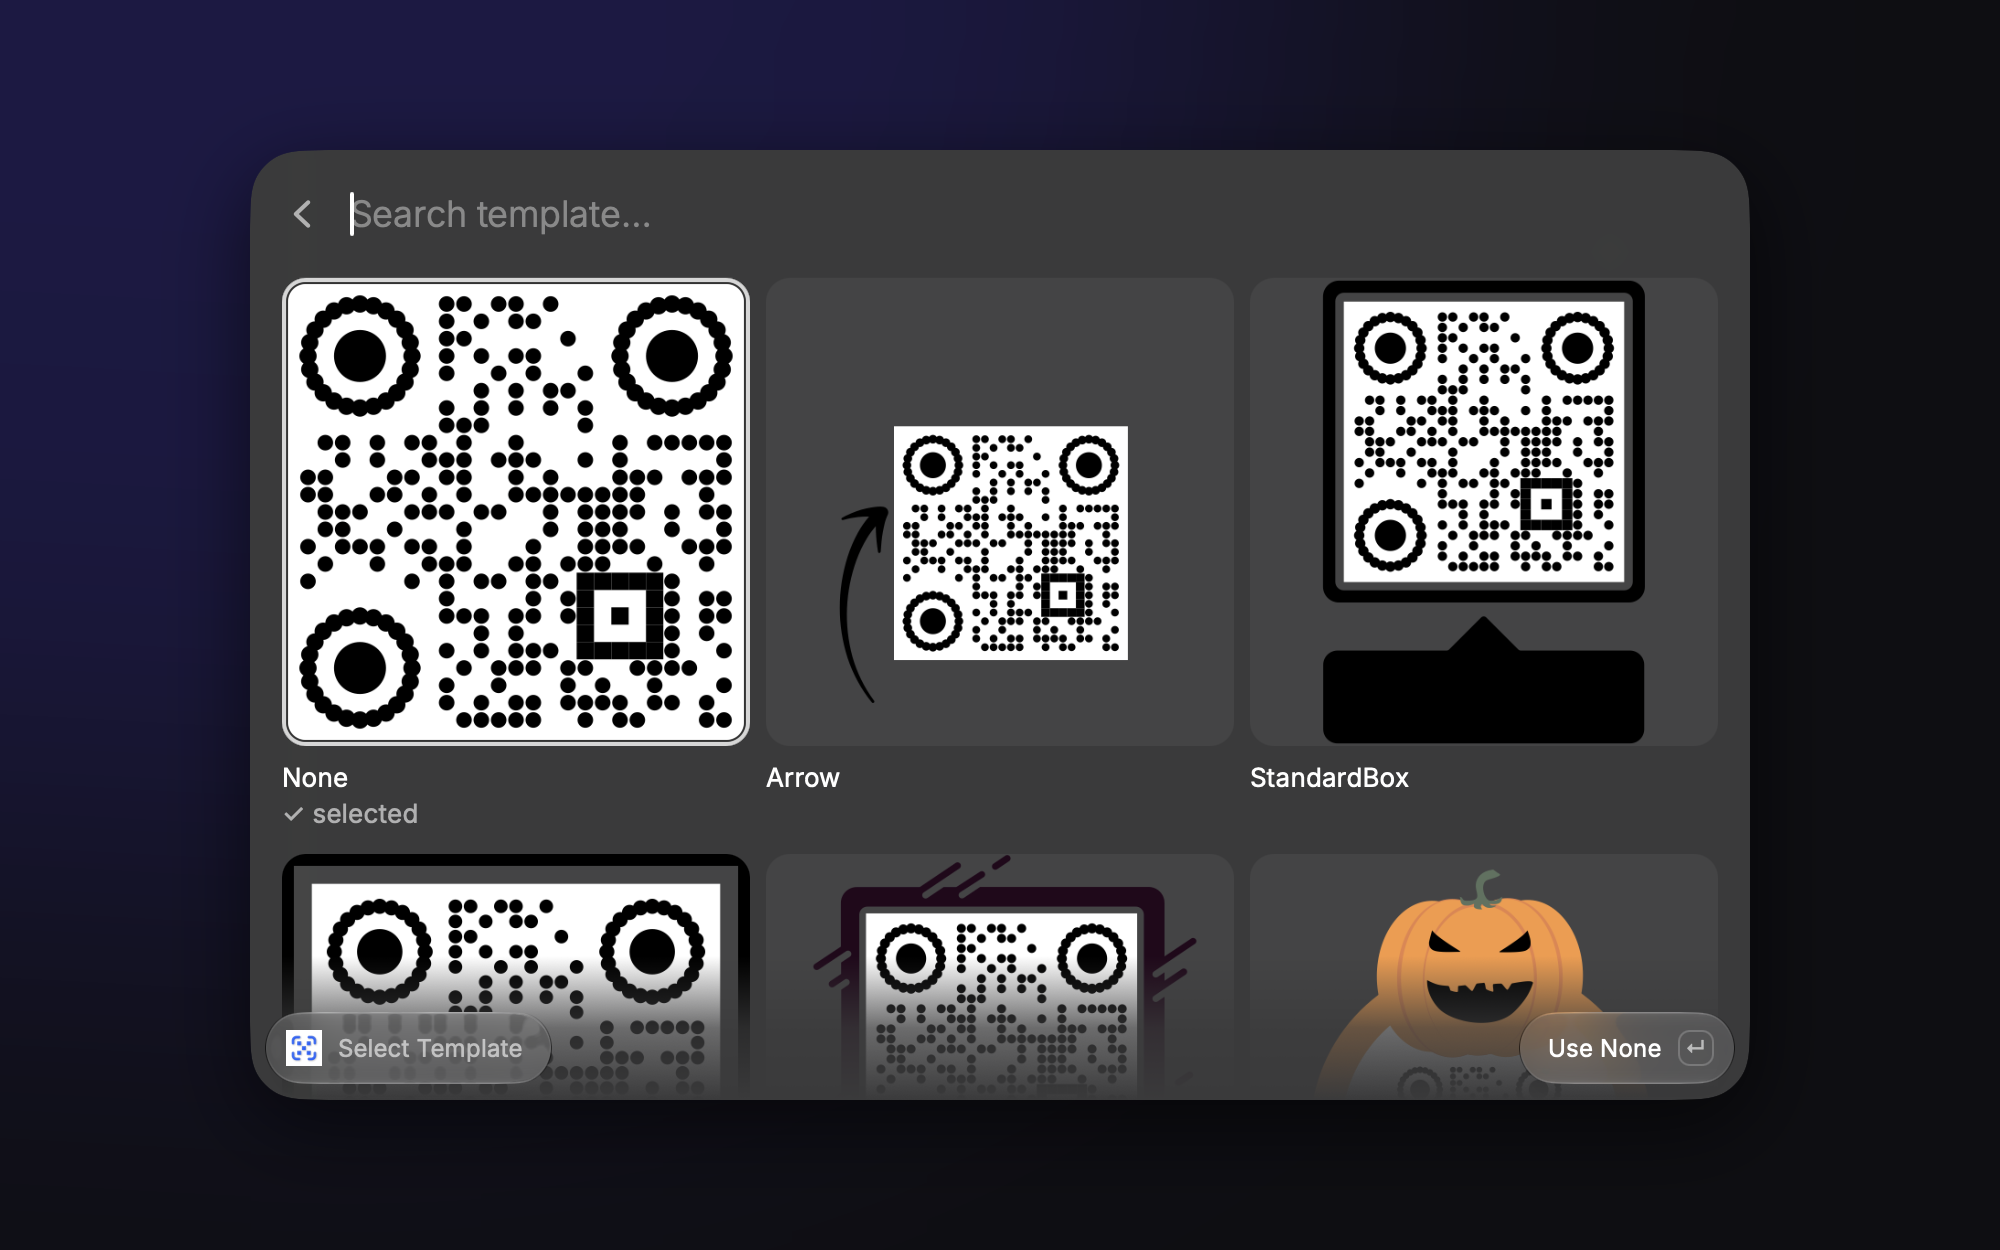 Search template...
None
selected
Arrow
StandardBox
Select Template
Use None